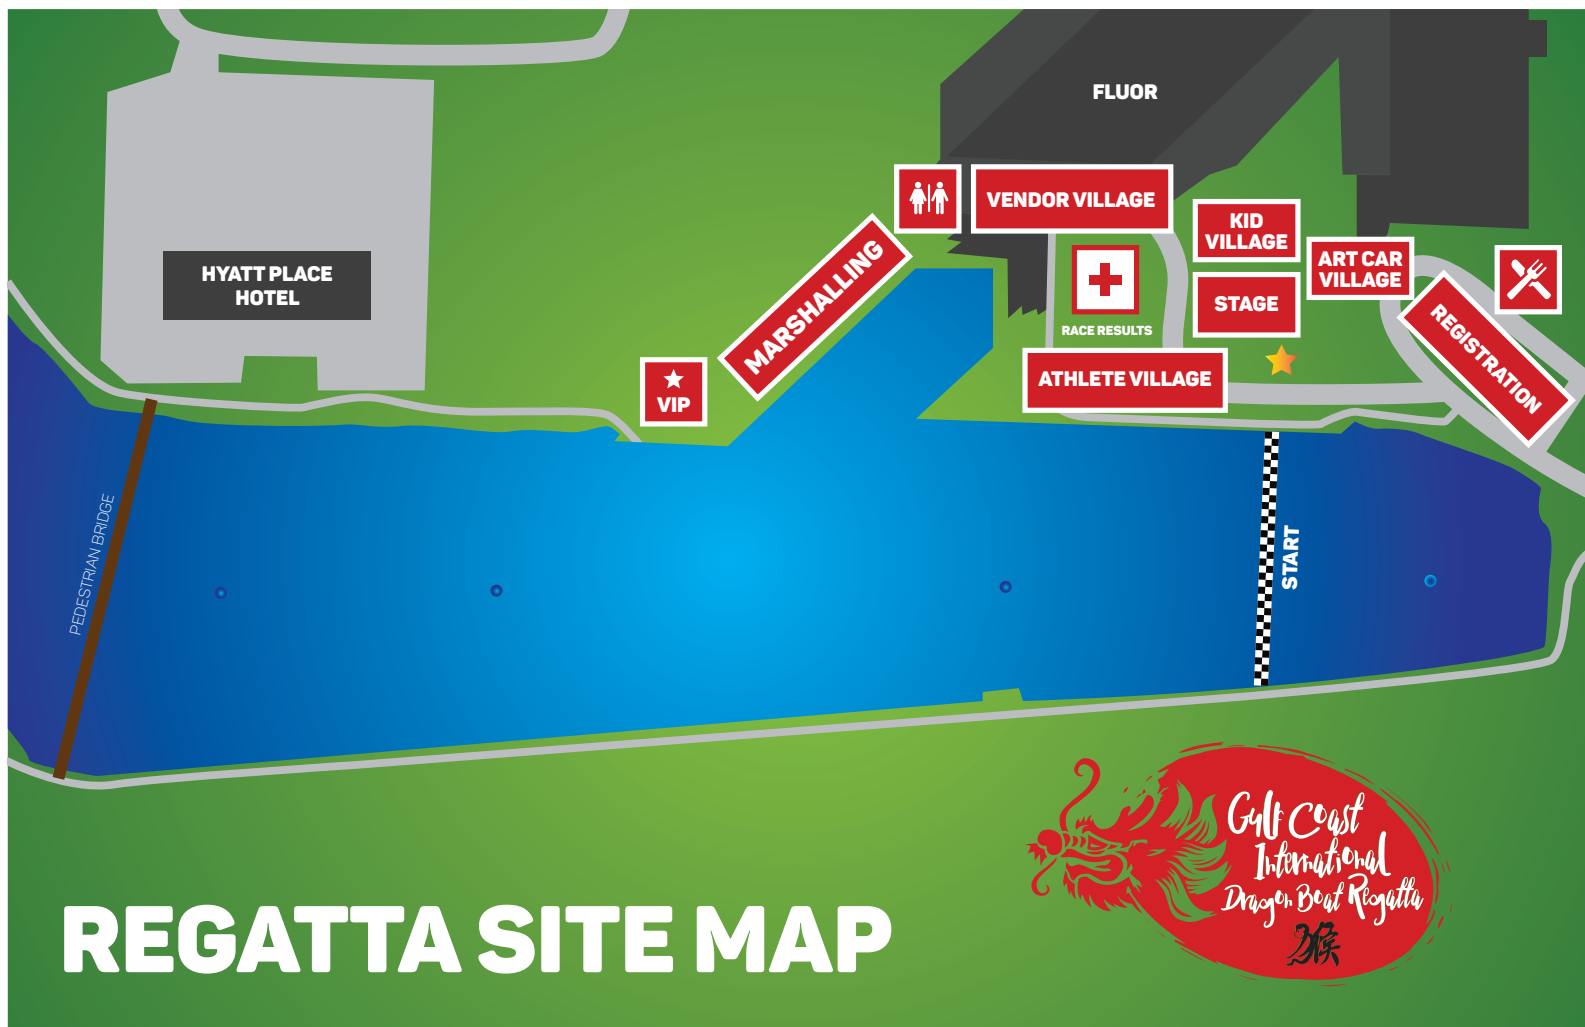 FLUOR
VENDOR VILLAGE
KID
VILLAGE
HYATT PLACE
HOTEL
MARSHALLING
ART CAR
VILLAGE
STAGE
REGISTRATION
RACE RESULTS
ATHLETE VILLAGE
VIP
PEDESTRIAN BRIDGE
START
Gulf Coast
International
Dragon Boat Regatta
猴
REGATTA SITE MAP